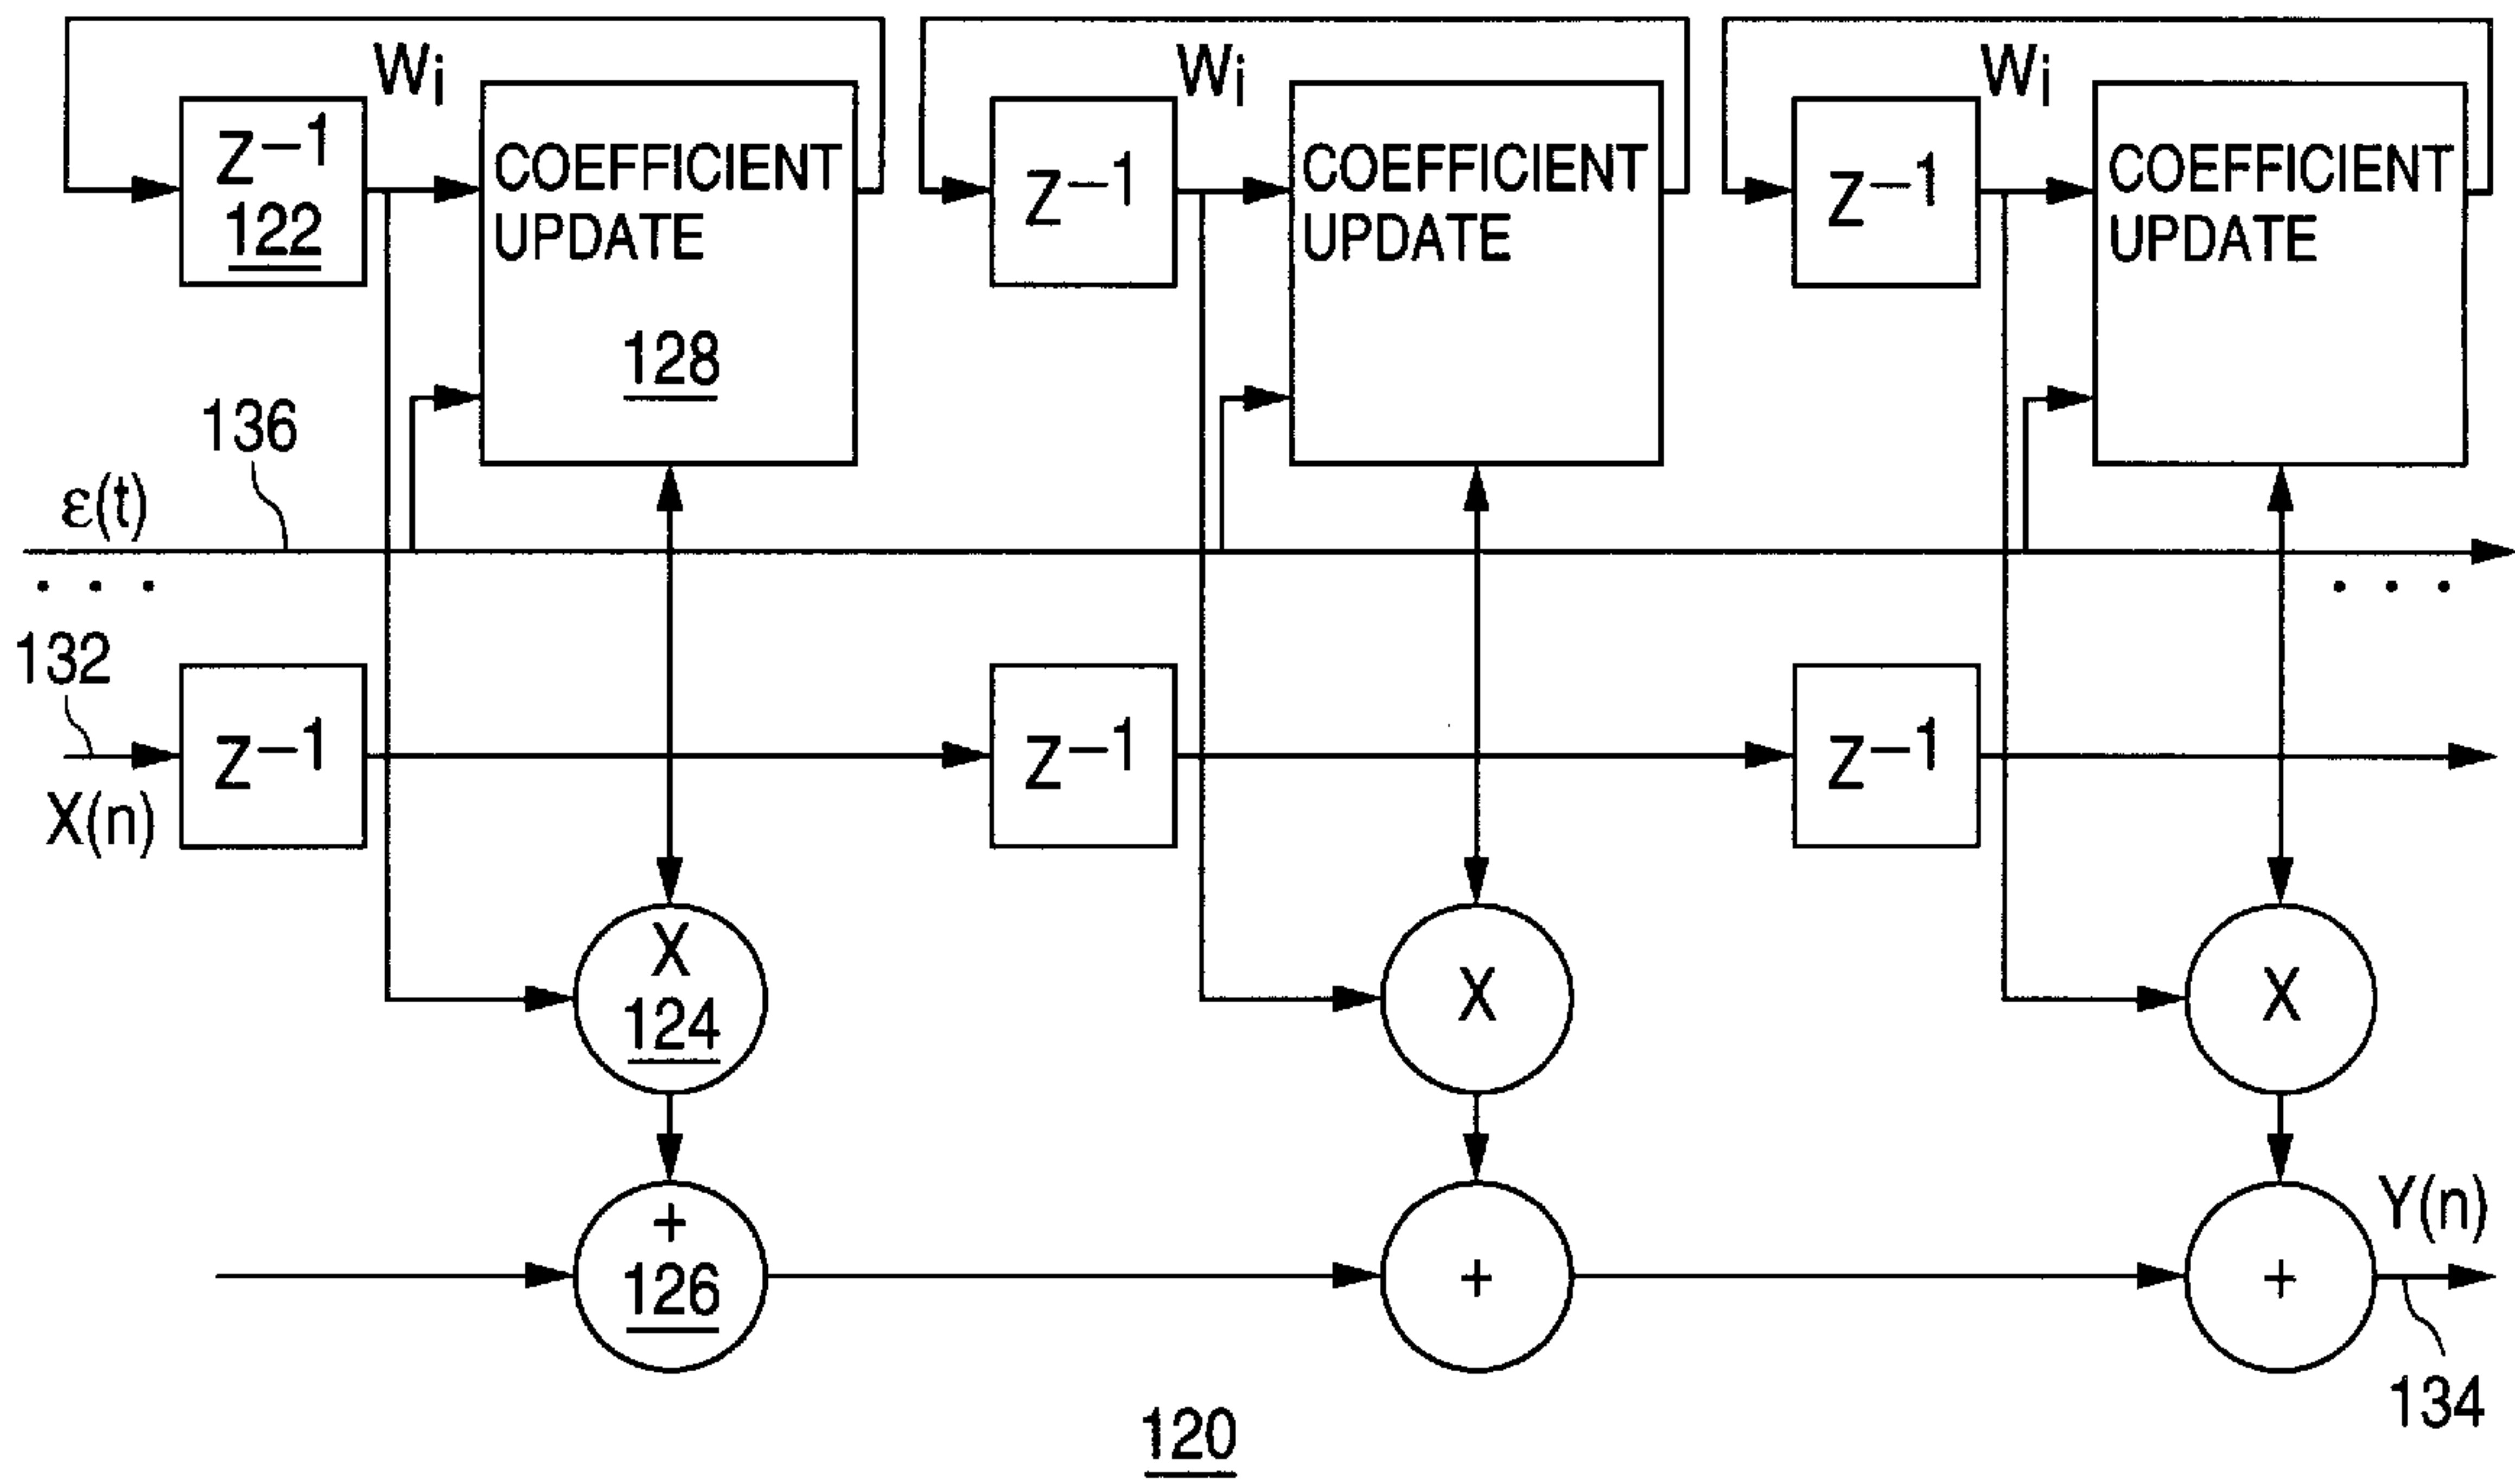 Wi
Wi
Wi
Z–1
122
COEFFICIENT
UPDATE
128
Z–1
COEFFICIENT
UPDATE
Z–1
COEFFICIENT
UPDATE
136
ε(t)
. . .
. . .
132
X(n)
Z–1
Z–1
Z–1
X
124
X
X
+
126
+
+
Y(n)
134
120